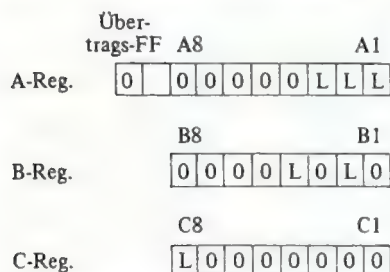 Über-
trags-FF A8 A1
A-Reg. 0 0 0 0 0 0 L L L
B8 B1
B-Reg. 0 0 0 0 L 0 L 0
C8 C1
C-Reg. L 0 0 0 0 0 0 0